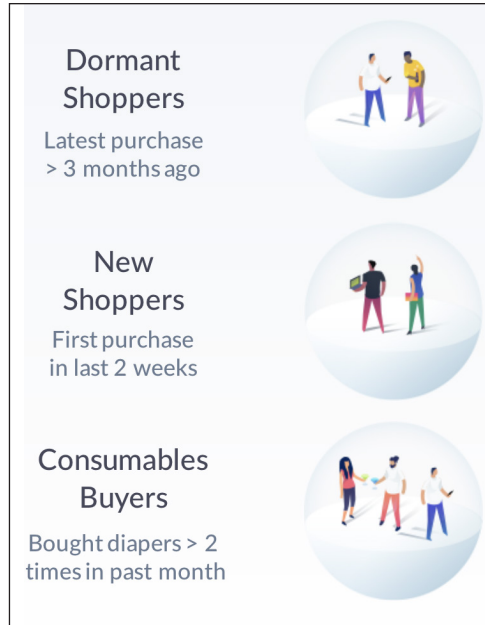 Dormant
Shoppers
Latest purchase
> 3 months ago
New
Shoppers
First purchase
in last 2 weeks
Consumables
Buyers
Bought diapers > 2
times in past month